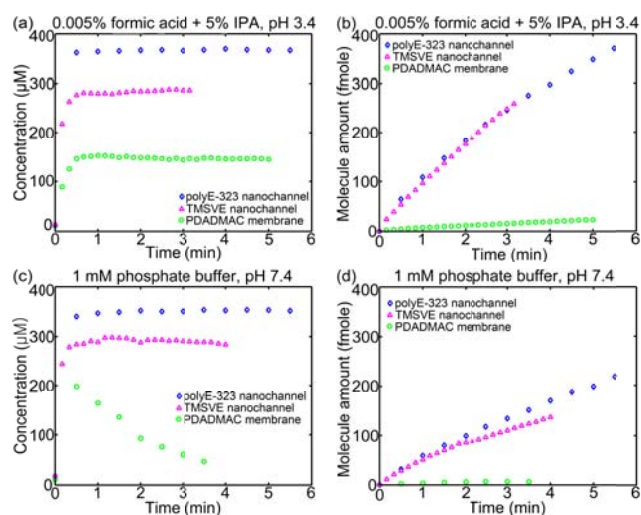 (a) 0.005% formic acid + 5% IPA, pH 3.4
400
300
200
100
0
Concentration (µM)
polyE-323 nanochannel
TMSVE nanochannel
PDADMAC membrane
0 1 2 3 4 5 6
Time (min)
(b) 0.005% formic acid + 5% IPA, pH 3.4
400
300
200
100
0
Molecule amount (fmole)
polyE-323 nanochannel
TMSVE nanochannel
PDADMAC membrane
0 1 2 3 4 5 6
Time (min)
(c) 1 mM phosphate buffer, pH 7.4
400
300
200
100
0
Concentration (µM)
polyE-323 nanochannel
TMSVE nanochannel
PDADMAC membrane
0 1 2 3 4 5 6
Time (min)
(d) 1 mM phosphate buffer, pH 7.4
400
300
200
100
0
Molecule amount (fmole)
polyE-323 nanochannel
TMSVE nanochannel
PDADMAC membrane
0 1 2 3 4 5 6
Time (min)